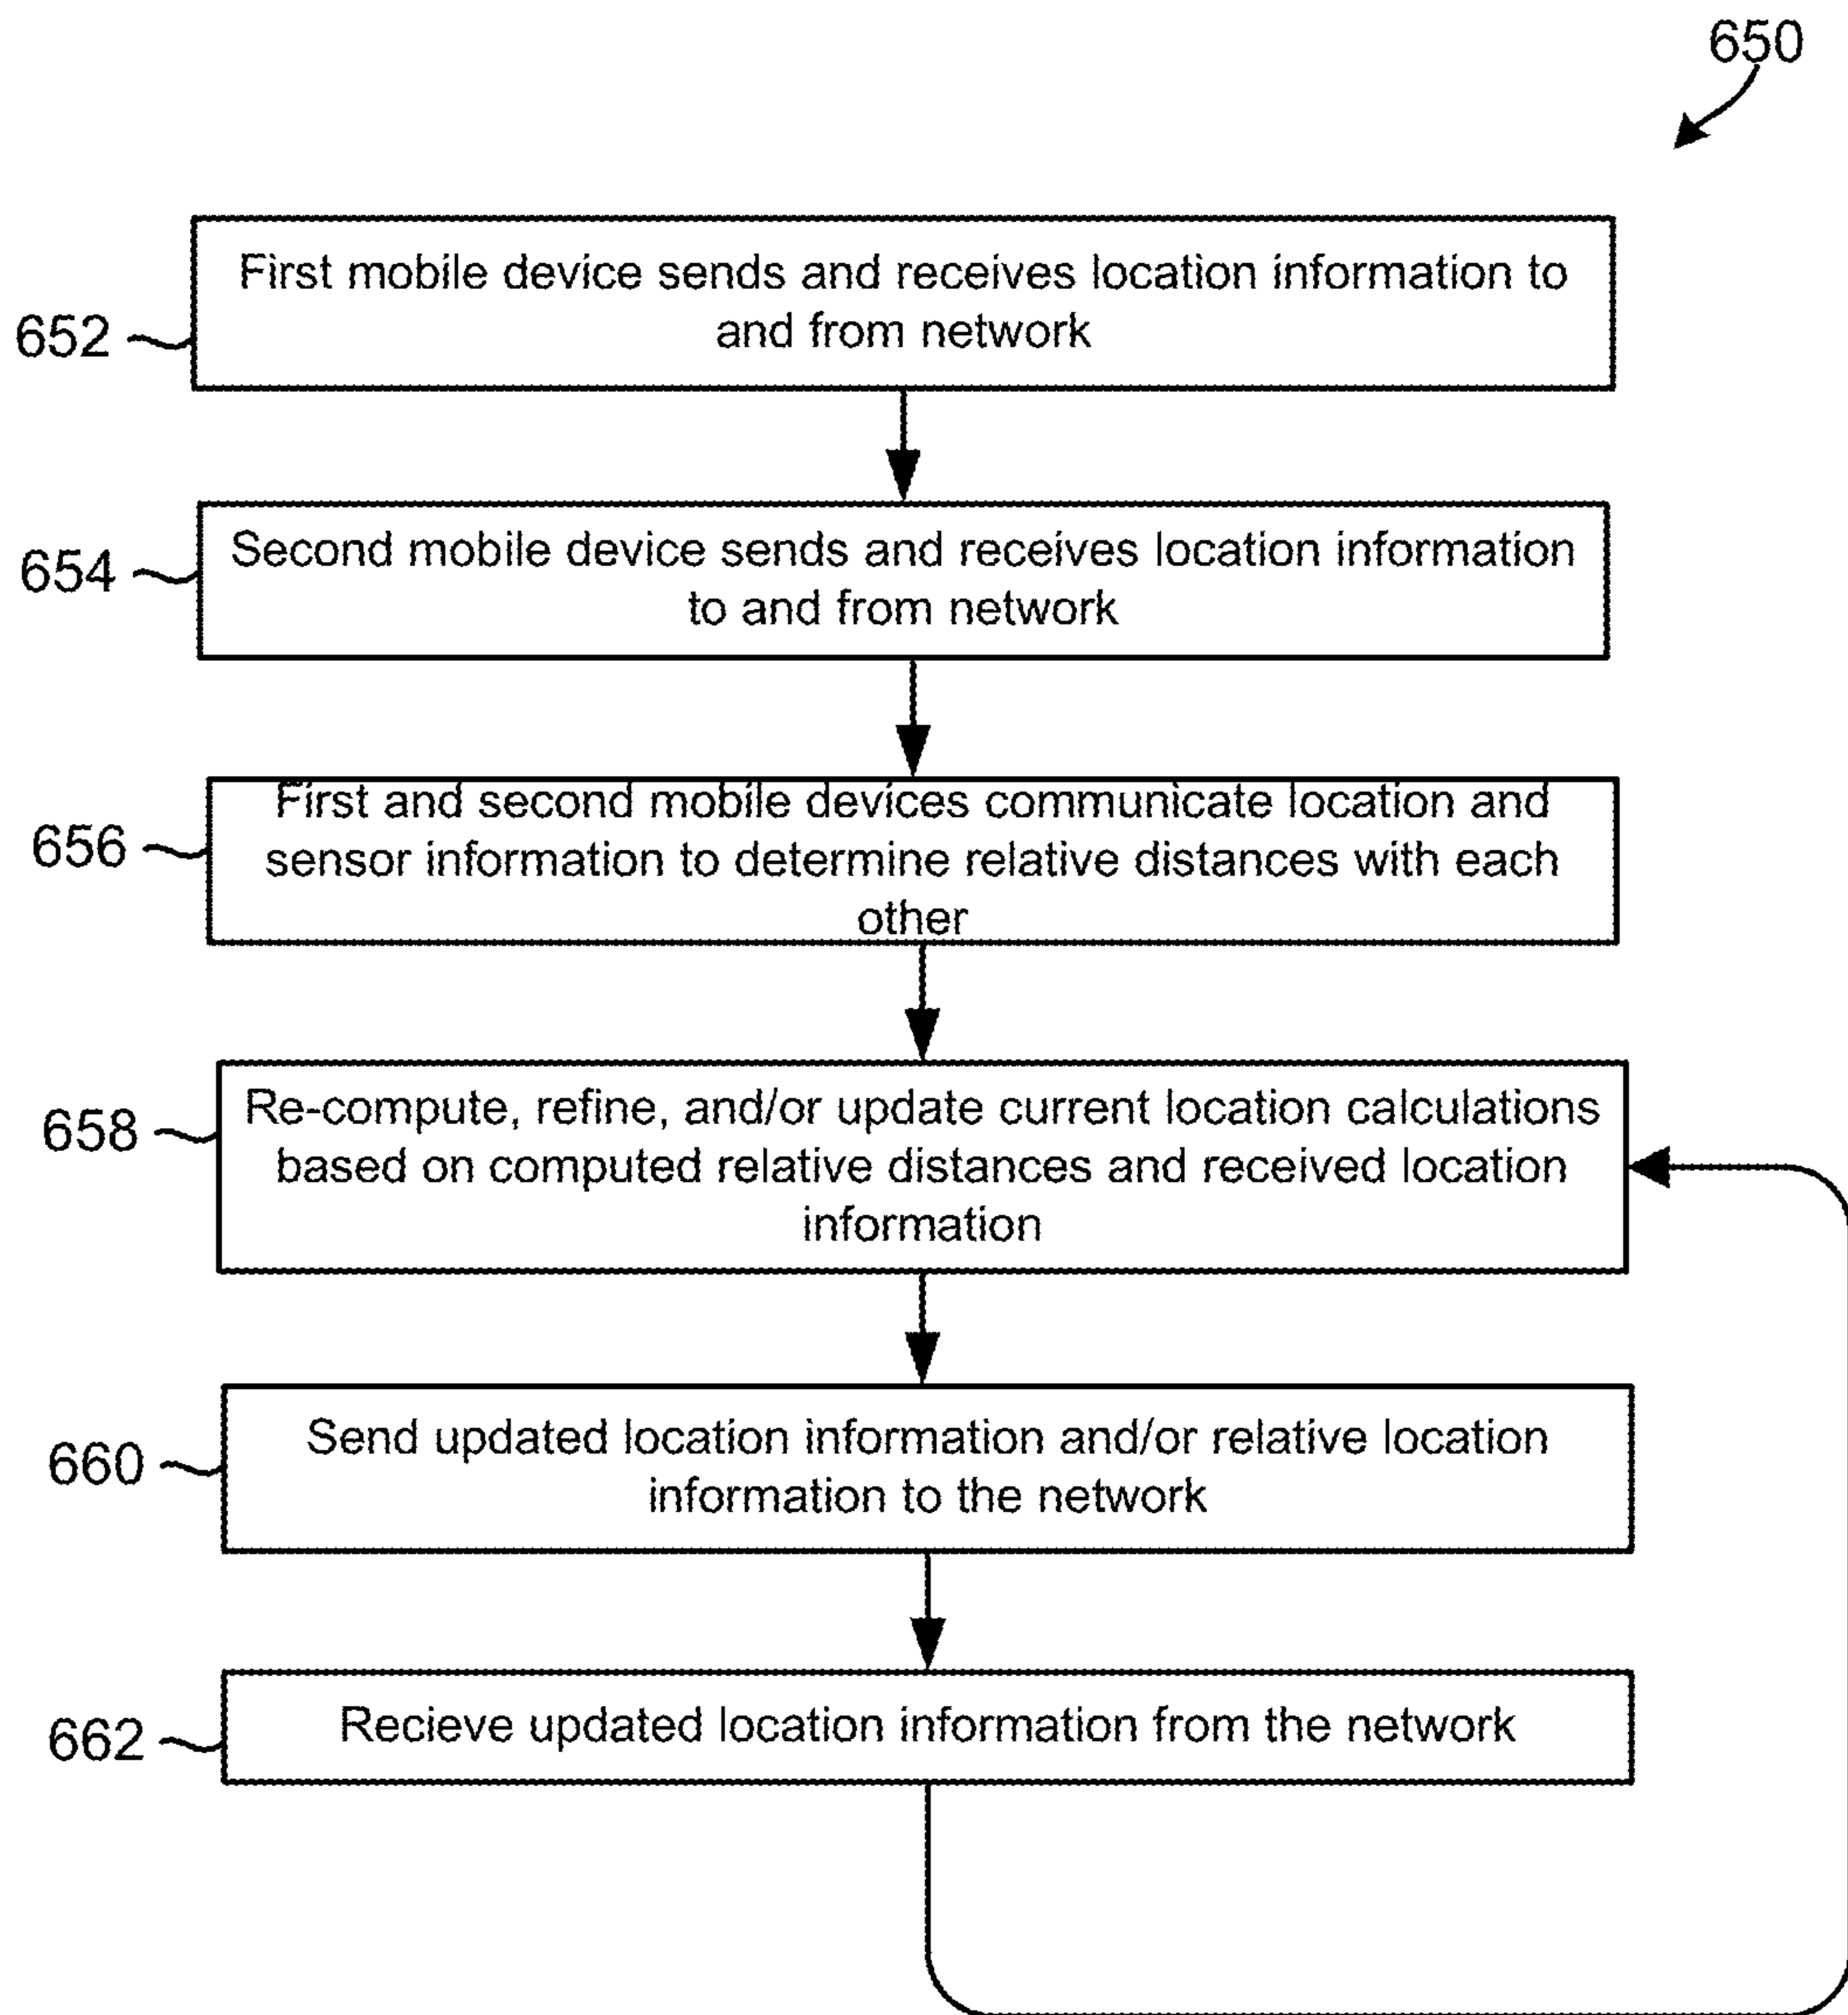 650
652
First mobile device sends and receives location information to
and from network
654
Second mobile device sends and receives location information
to and from network
656
First and second mobile devices communicate location and
sensor information to determine relative distances with each
other
658
Re-compute, refine, and/or update current location calculations
based on computed relative distances and received location
information
660
Send updated location information and/or relative location
information to the network
662
Recieve updated location information from the network